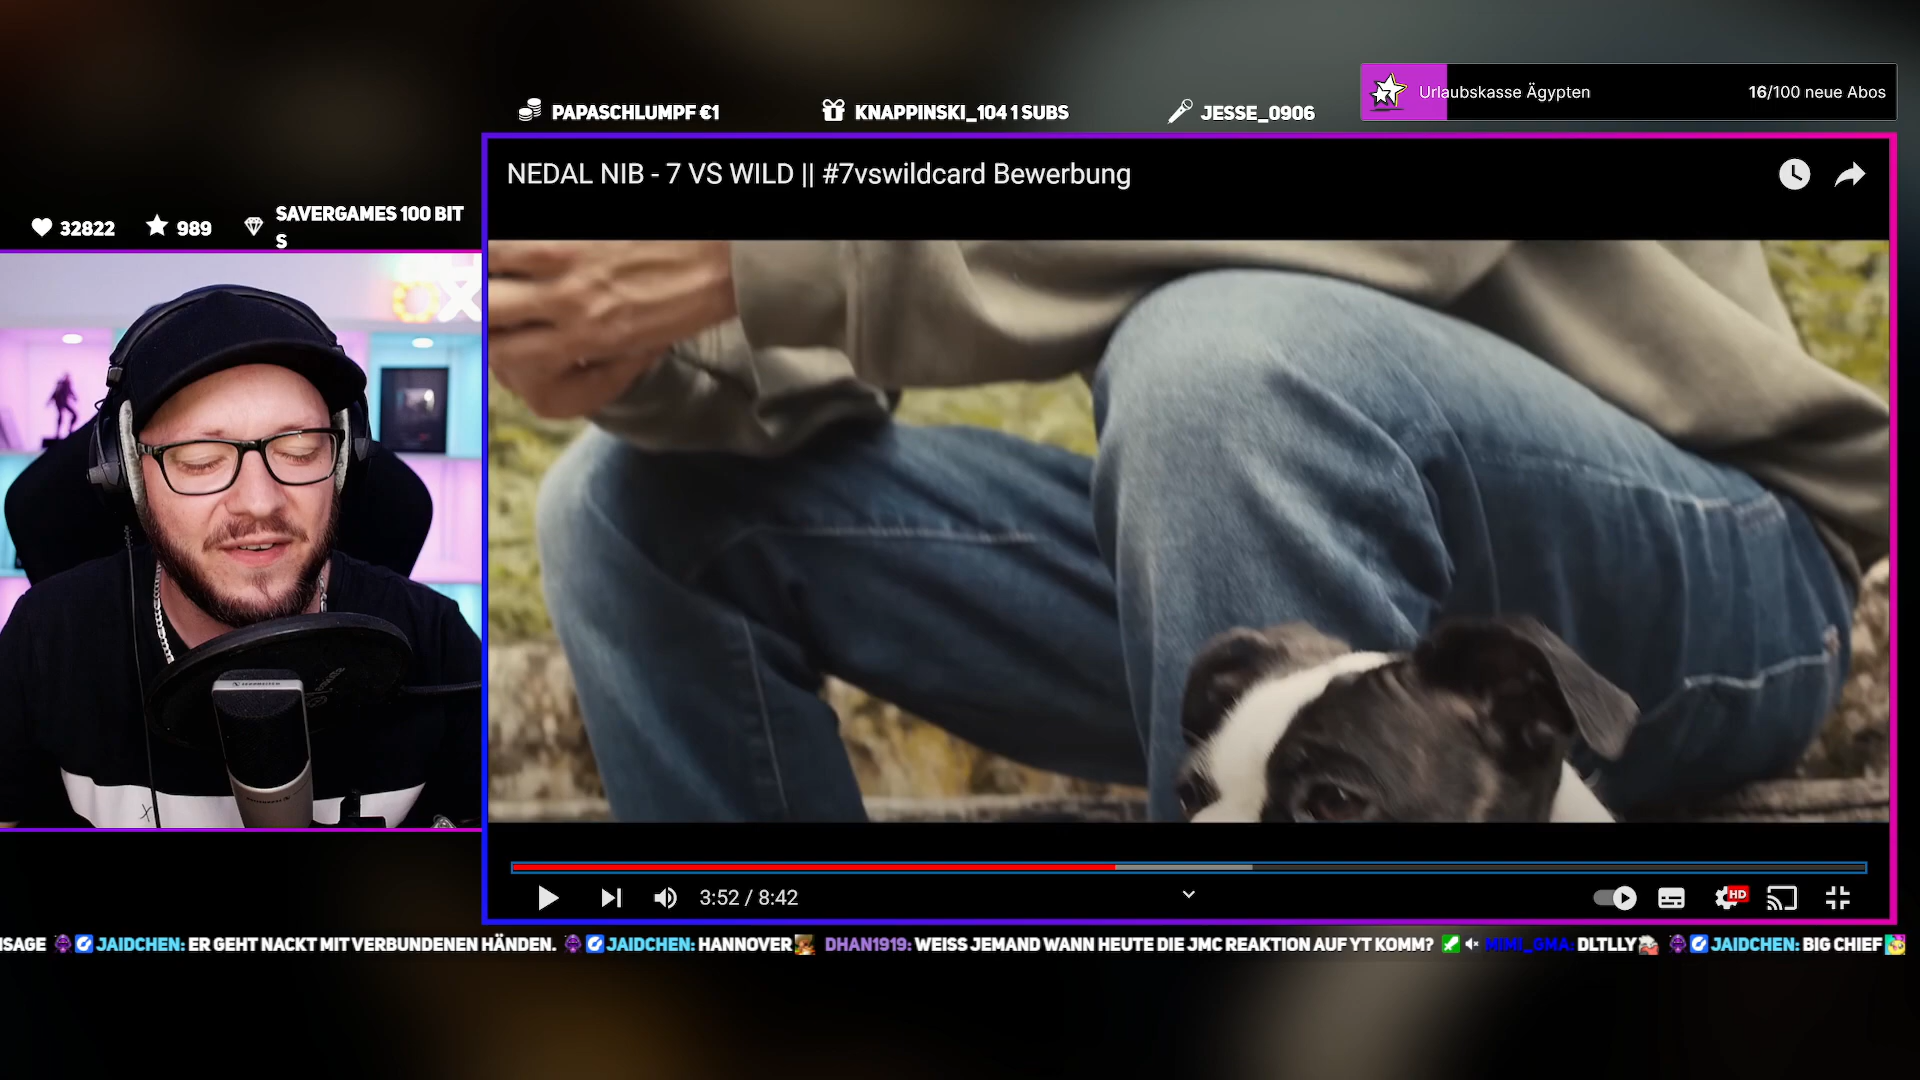 PAPASCHLUMPF €1
KNAPPINSKI_104 1 SUBS
JESSE_0906
Urlaubskasse Ägypten
16/100 neue Abos
NEDAL NIB - 7 VS WILD || #7vswildcard Bewerbung
32822
989
SAVERGAMES 100 BIT
S
3:52 / 8:42
HD
NSAGE JAIDCHEN: ER GEHT NACKT MIT VERBUNDENEN HÄNDEN. JAIDCHEN: HANNOVER DHAN1919: WEISS JEMAND WANN HEUTE DIE JMC REAKTION AUF YT KOMM? MIMI_GMA: DLTLLY JAIDCHEN: BIG CHIEF